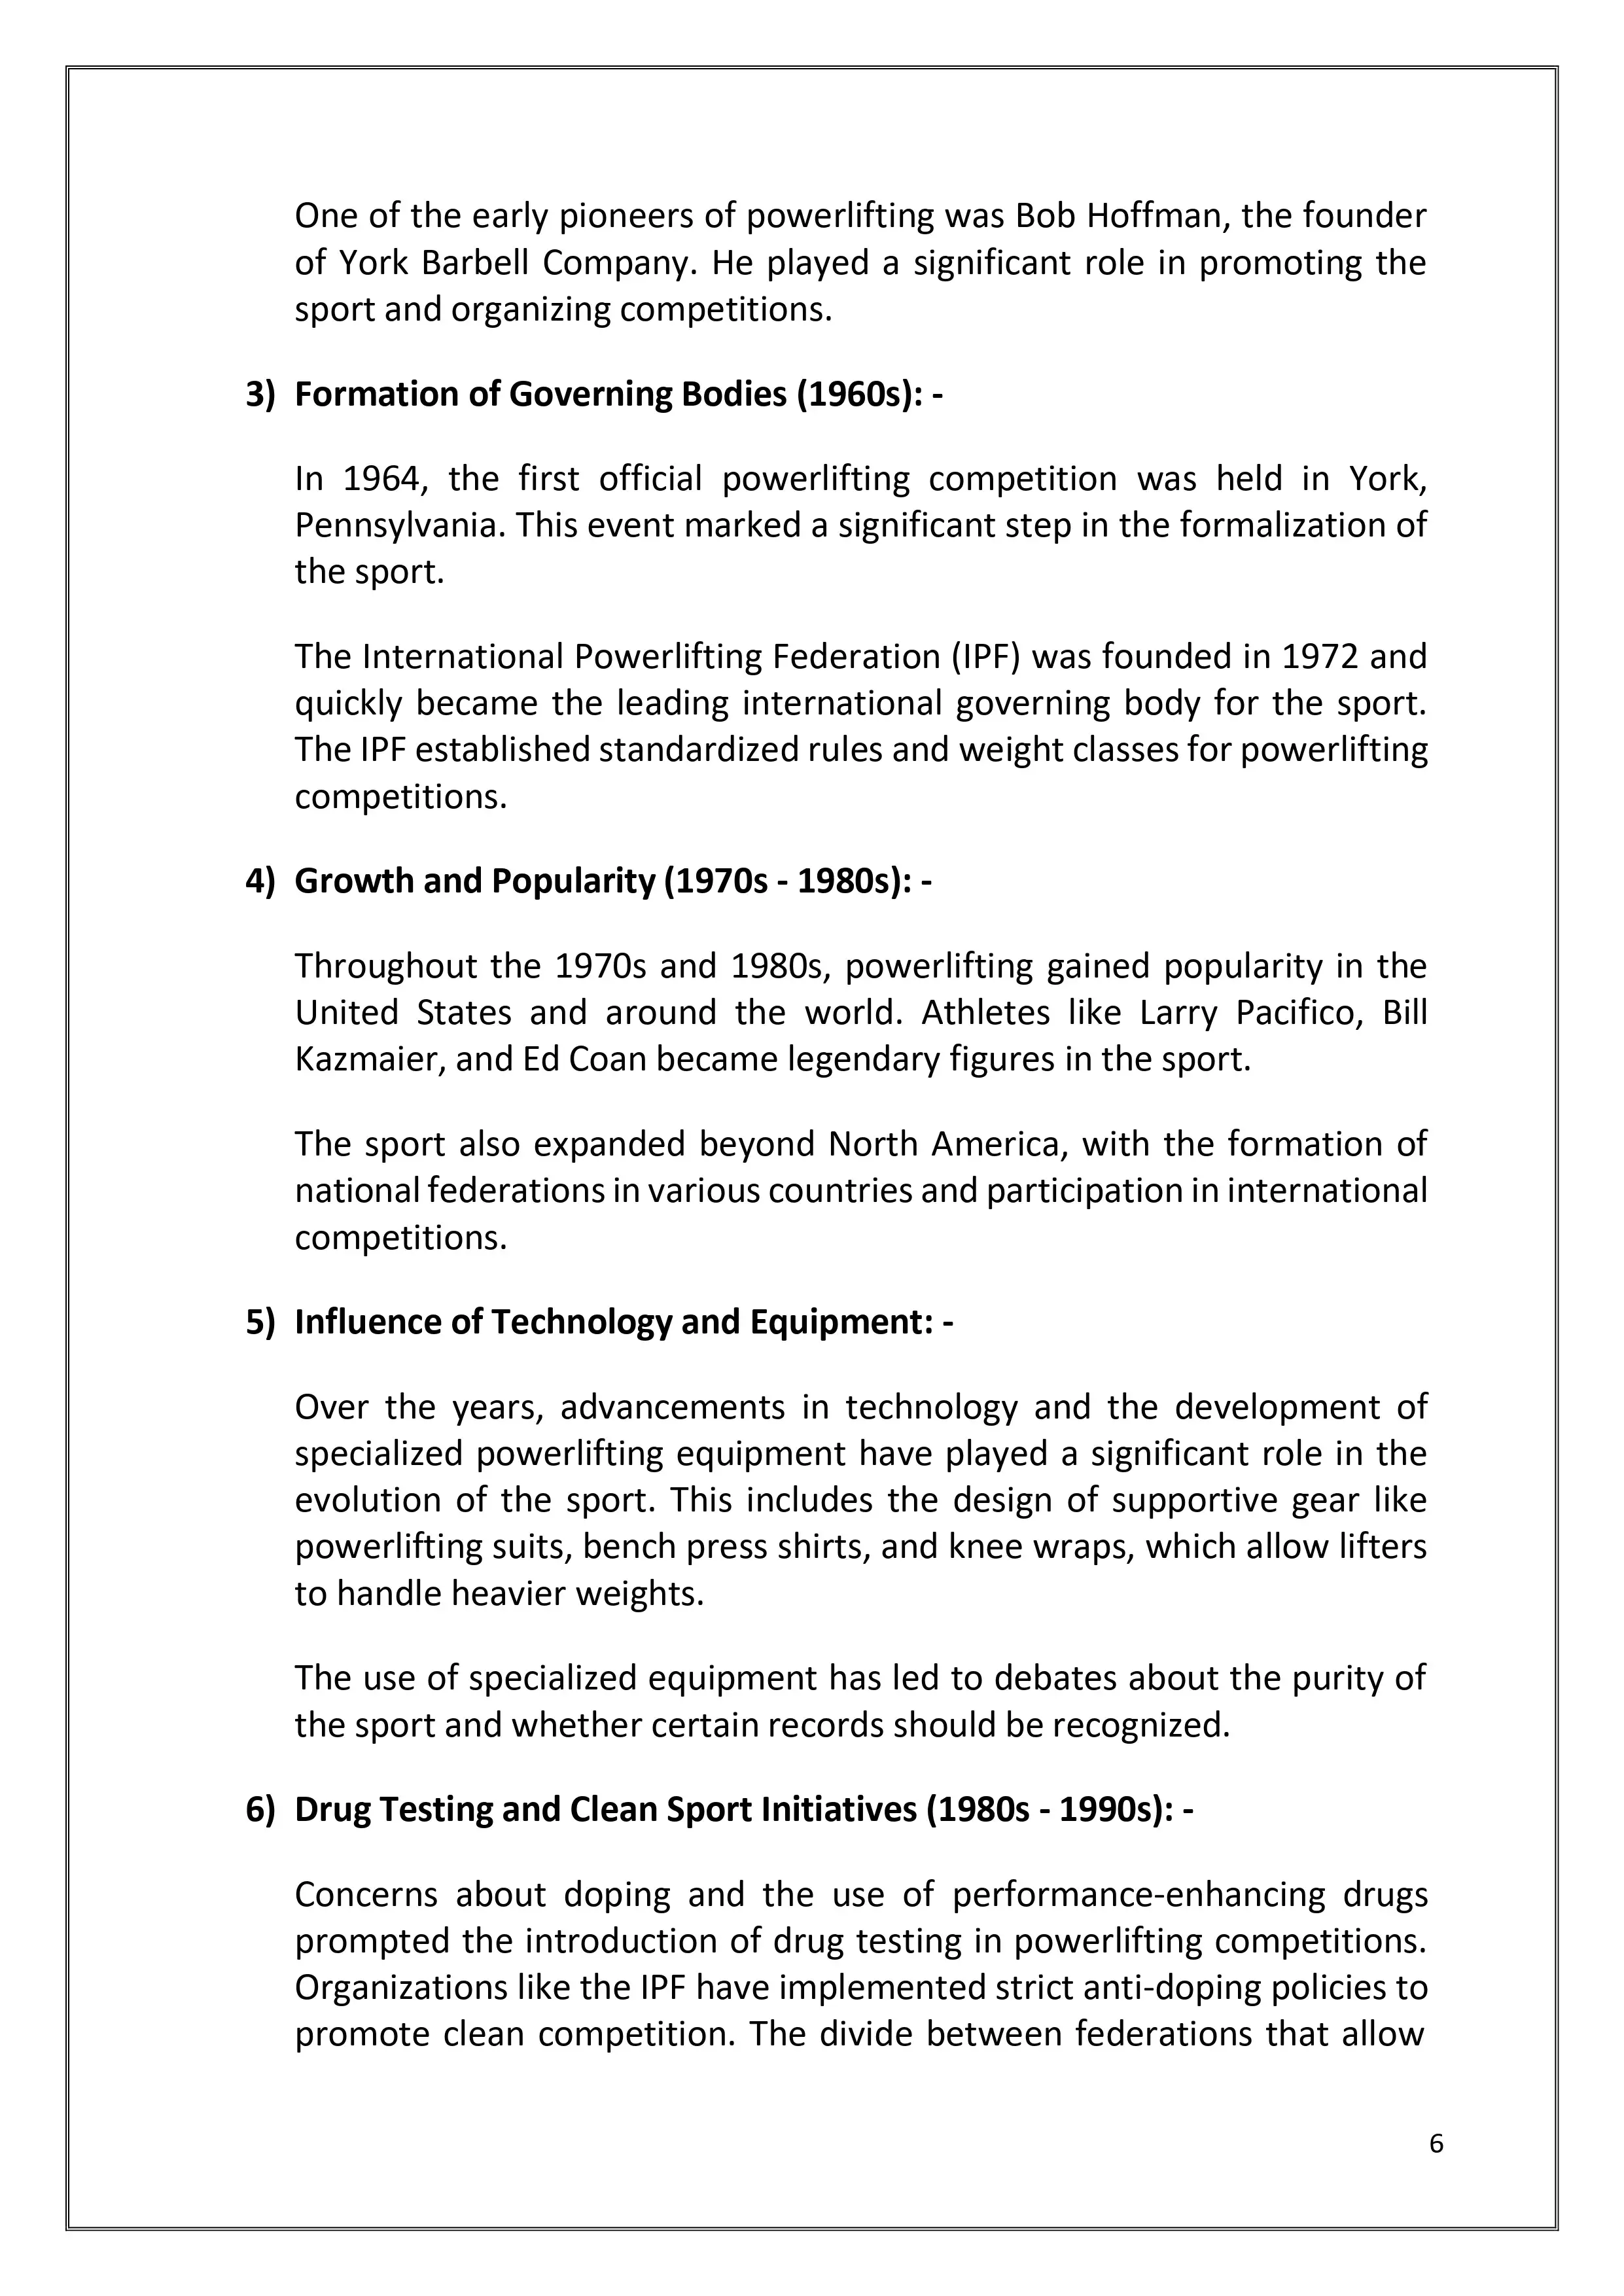 One of the early pioneers of powerlifting was Bob Hoffman, the founder
of York Barbell Company. He played a significant role in promoting the
sport and organizing competitions.
3) Formation of Governing Bodies (1960s): -
In 1964, the first official powerlifting competition was held in York,
Pennsylvania. This event marked a significant step in the formalization of
the sport.
The International Powerlifting Federation (IPF) was founded in 1972 and
quickly became the leading international governing body for the sport.
The IPF established standardized rules and weight classes for powerlifting
competitions.
4) Growth and Popularity (1970s - 1980s): -
Throughout the 1970s and 1980s, powerlifting gained popularity in the
United States and around the world. Athletes like Larry Pacifico, Bill
Kazmaier, and Ed Coan became legendary figures in the sport.
The sport also expanded beyond North America, with the formation of
national federations in various countries and participation in international
competitions.
5) Influence of Technology and Equipment: -
Over the years, advancements in technology and the development of
specialized powerlifting equipment have played a significant role in the
evolution of the sport. This includes the design of supportive gear like
powerlifting suits, bench press shirts, and knee wraps, which allow lifters
to handle heavier weights.
The use of specialized equipment has led to debates about the purity of
the sport and whether certain records should be recognized.
6) Drug Testing and Clean Sport Initiatives (1980s - 1990s): -
Concerns about doping and the use of performance-enhancing drugs
prompted the introduction of drug testing in powerlifting competitions.
Organizations like the IPF have implemented strict anti-doping policies to
promote clean competition. The divide between federations that allow
6